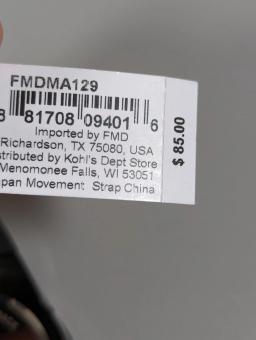 FMDMA129
8 81708 09401 6
Imported by FMD
Richardson, TX 75080, USA
stributed by Kohl's Dept Store
Menomonee Falls, WI 53051
pan Movement Strap China
$ 85.00